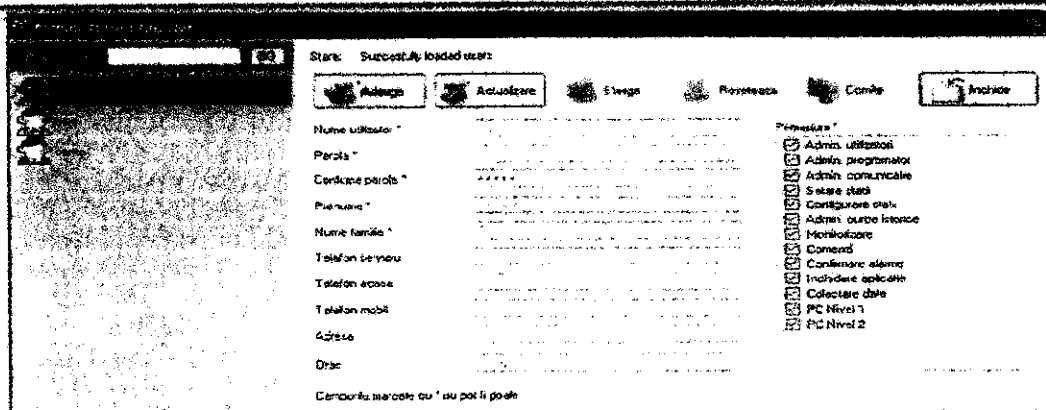 GO
Stare: Successfully loaded users
Adauga Actualizare Sterge Reseteaza Comite Inchide
Nume utilizator *
Parola *
Confirma parola *
*****
Prenume *
Nume familie *
Telefon serviciu
Telefon acasa
Telefon mobil
Adresa
Oras
Permisiuni *
Admin. utilizatori
Admin. programator
Admin. comunicatie
Setare statii
Configurare statii
Admin. curbe istorice
Monitorizare
Comenzi
Confirmare alarme
Inchidere aplicatie
Colectare date
PC Nivel 1
PC Nivel 2
Campurile marcate cu * nu pot fi goale